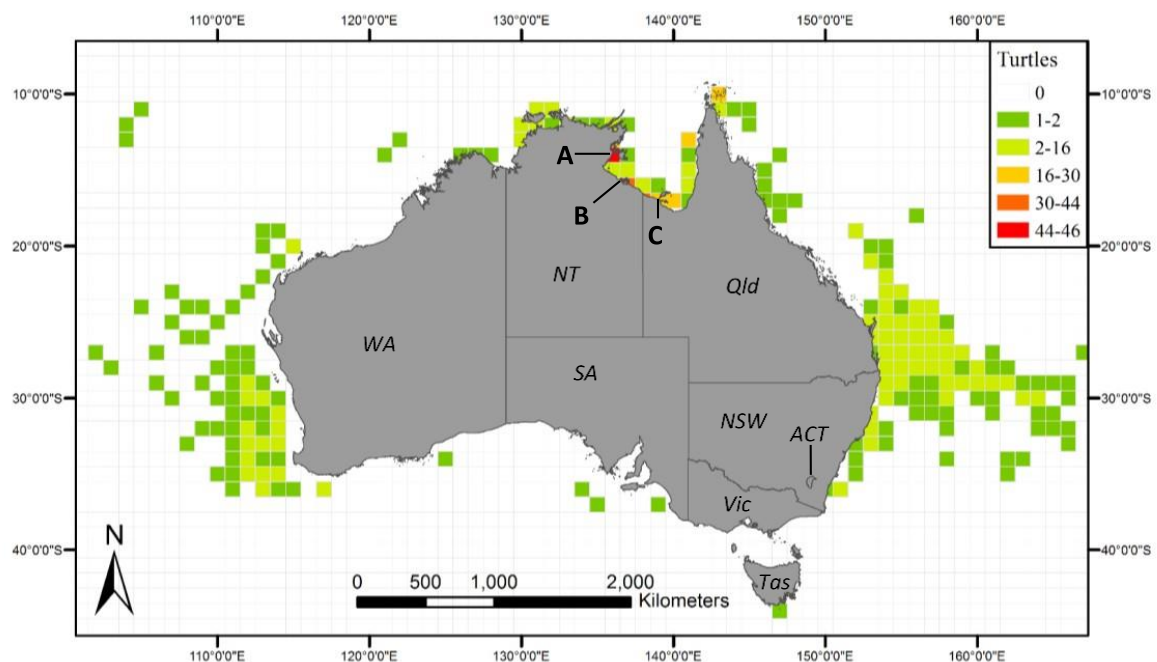 110°0'0"E 120°0'0"E 130°0'0"E 140°0'0"E 150°0'0"E 160°0'0"E
Turtles
0
1-2
2-16
16-30
30-44
44-46
10°0'0"S 10°0'0"S
A
B
C
20°0'0"S 20°0'0"S
NT
Qld
WA
SA
30°0'0"S 30°0'0"S
NSW
ACT
Vic
N
40°0'0"S 40°0'0"S
0 500 1,000 2,000
Kilometers
Tas
110°0'0"E 120°0'0"E 130°0'0"E 140°0'0"E 150°0'0"E 160°0'0"E